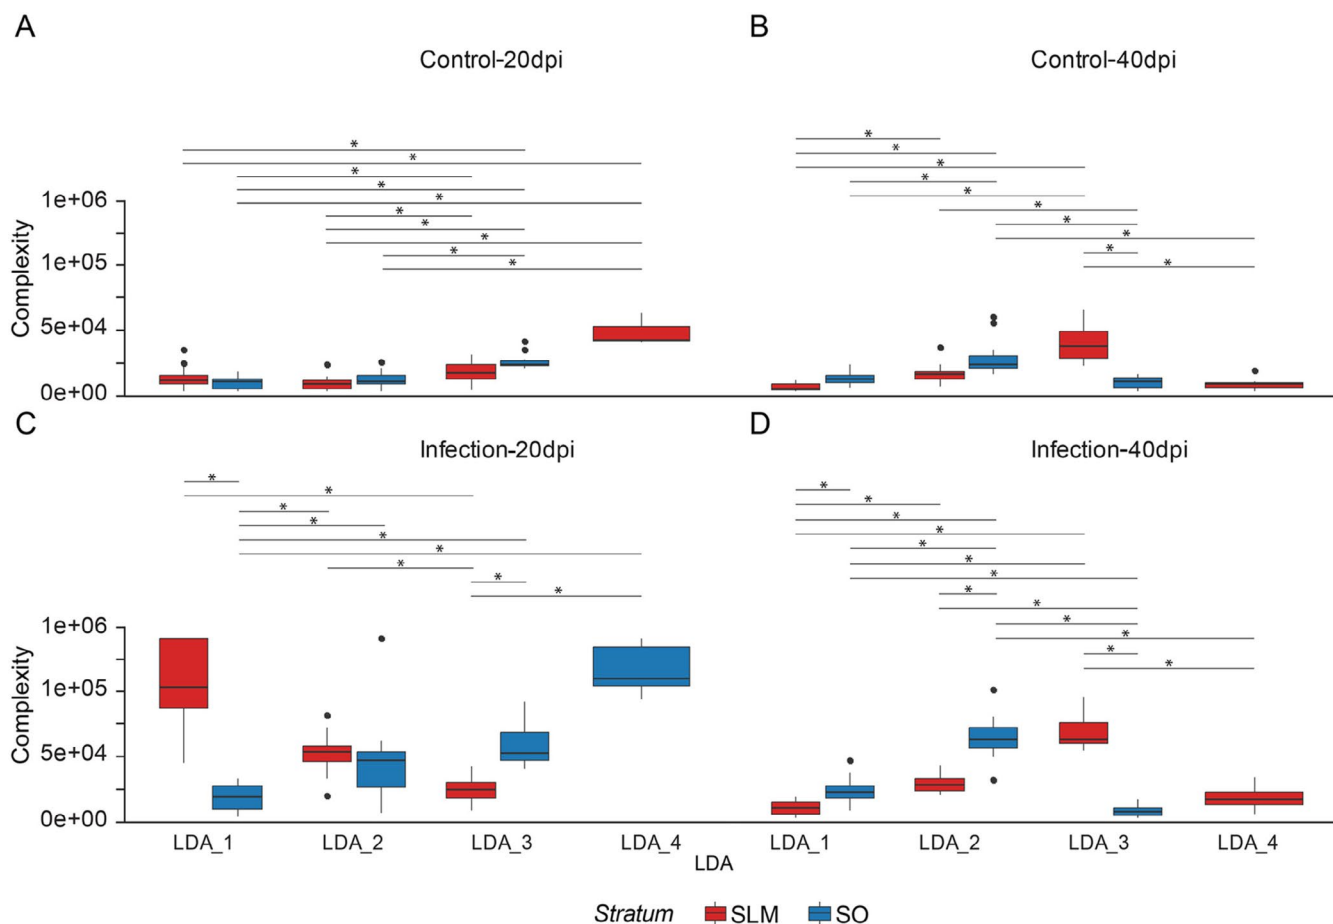 A
B
Control-20dpi
Control-40dpi
* * * * * * * * * *
* * * * * * * * * *
Complexity
1e+06
1e+05
5e+04
0e+00
C
D
Infection-20dpi
Infection-40dpi
* * * * * * * * *
* * * * * * * * * * * * *
Complexity
1e+06
1e+05
5e+04
0e+00
LDA_1 LDA_2 LDA_3 LDA_4 LDA_1 LDA_2 LDA_3 LDA_4
LDA
Stratum SLM SO